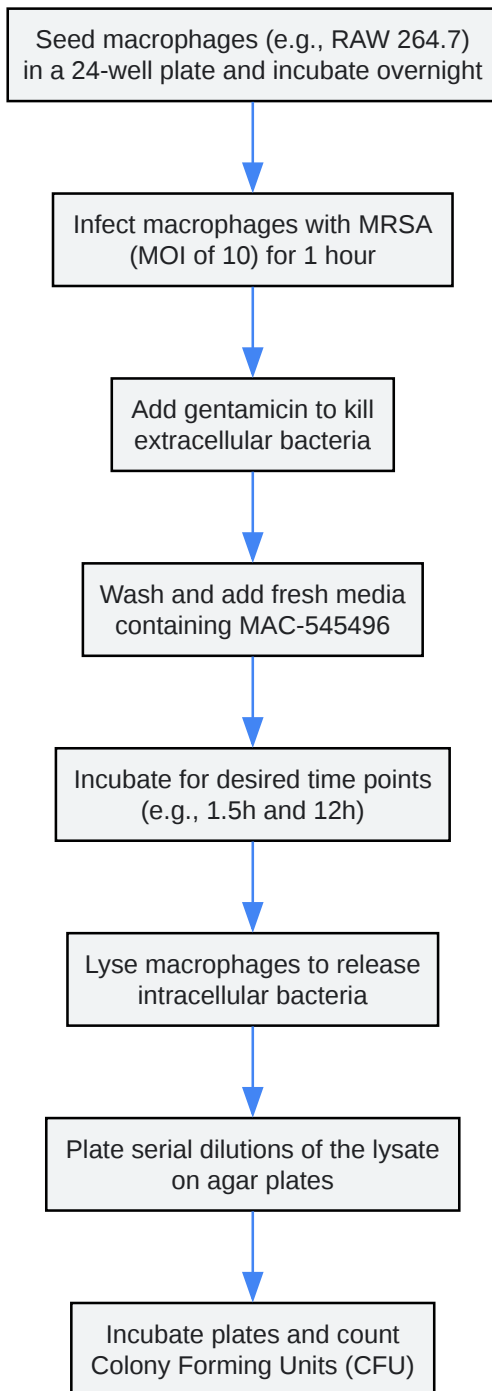 Seed macrophages (e.g., RAW 264.7)
in a 24-well plate and incubate overnight
Infect macrophages with MRSA
(MOI of 10) for 1 hour
Add gentamicin to kill
extracellular bacteria
Wash and add fresh media
containing MAC-545496
Incubate for desired time points
(e.g., 1.5h and 12h)
Lyse macrophages to release
intracellular bacteria
Plate serial dilutions of the lysate
on agar plates
Incubate plates and count
Colony Forming Units (CFU)